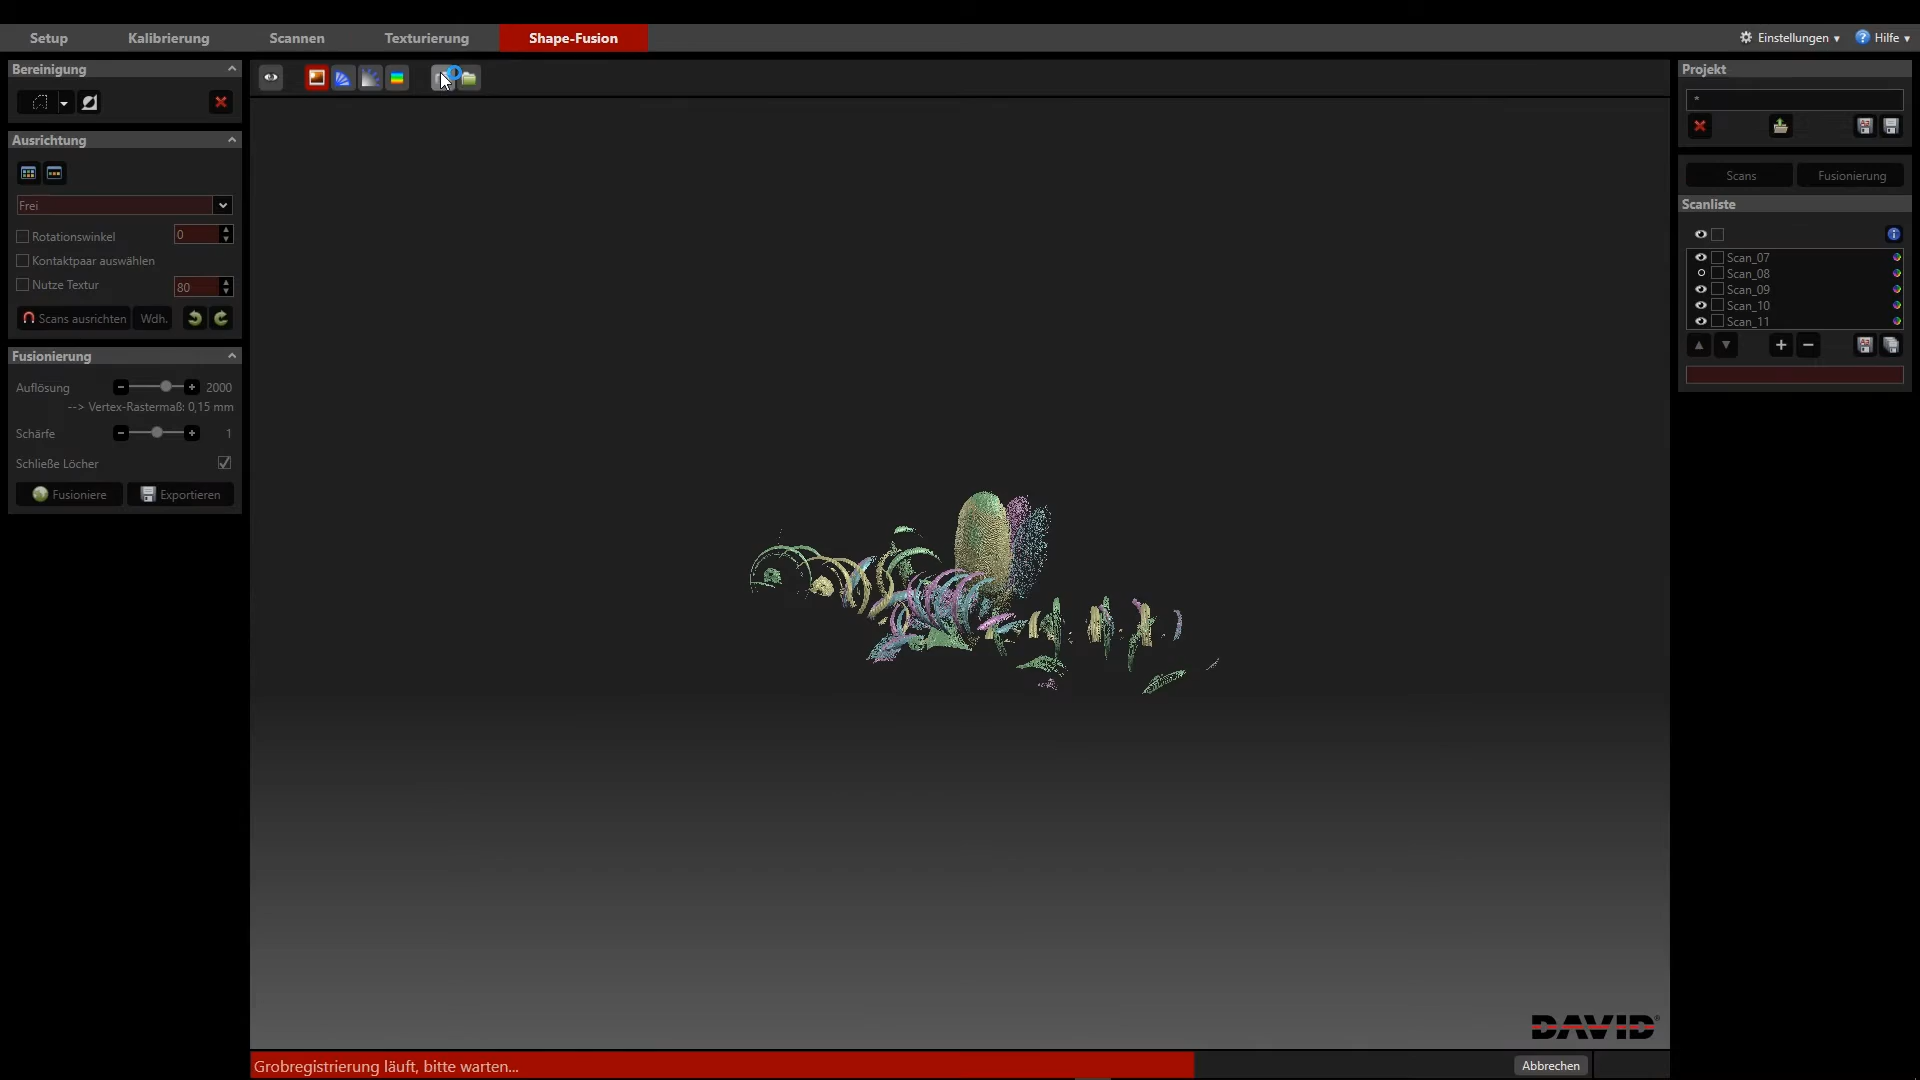 Setup Kalibrierung Scannen Texturierung Shape-Fusion Einstellungen Hilfe
Bereinigung
Ausrichtung
Frei
Rotationswinkel 0
Kontaktpaar auswählen
Nutze Textur 80
Scans ausrichten Wdh.
Fusionierung
Auflösung 2000
--> Vertex-Rastermaß: 0,15 mm
Schärfe 1
Schließe Löcher
Fusioniere Exportieren
Projekt
*
Scans Fusionierung
Scanliste
Scan_07
Scan_08
Scan_09
Scan_10
Scan_11
DAVID
Grobregistrierung läuft, bitte warten... Abbrechen